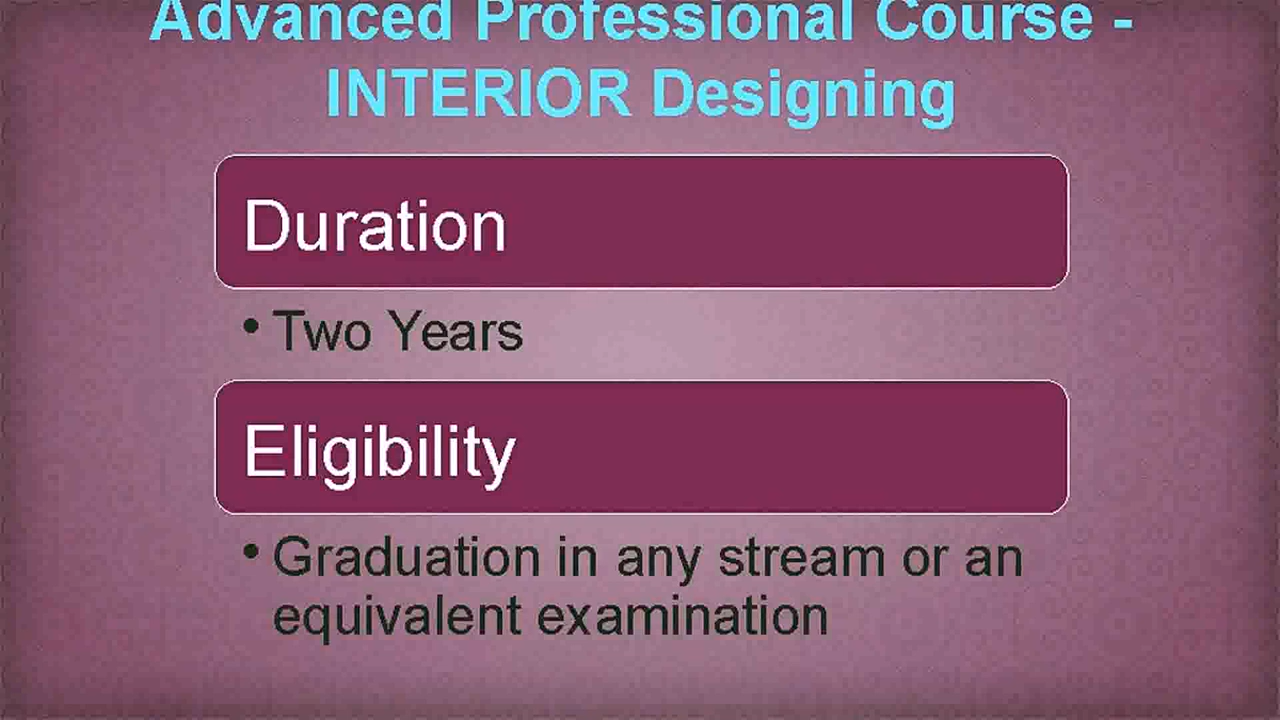 Advanced Professional Course -
INTERIOR Designing
Duration
• Two Years
Eligibility
• Graduation in any stream or an
equivalent examination